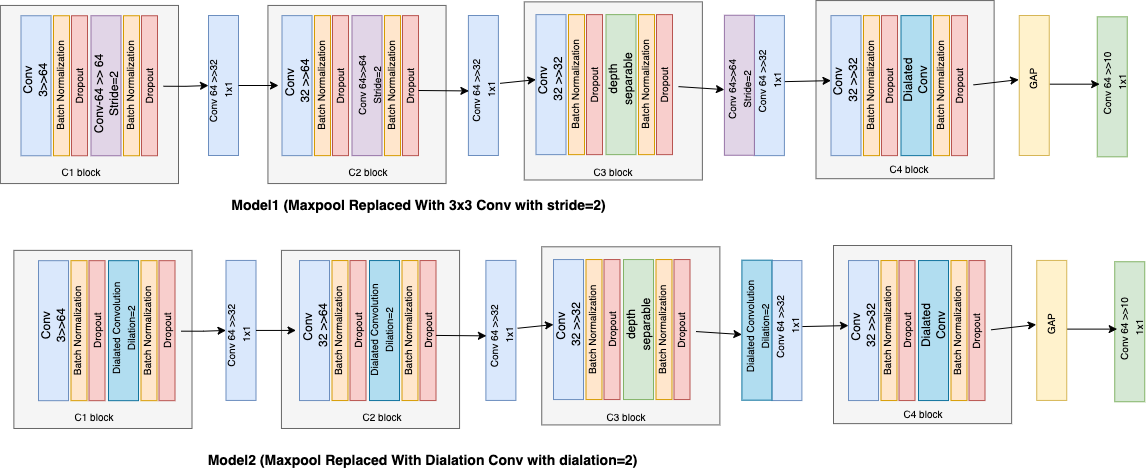 Conv
3>>64
Batch Normalization
Dropout
Conv-64 >> 64
Stride=2
Batch Normalization
Dropout
C1 block
Conv 64 >>32
1x1
Conv
32 >>64
Batch Normalization
Dropout
Conv 64>>64
Stride=2
Batch Normalization
Dropout
C2 block
Conv 64 >>32
1x1
Conv
32 >>32
Batch Normalization
Dropout
depth
separable
Batch Normalization
Dropout
C3 block
Conv 64>>64
Stride=2
Conv 64 >>32
1x1
Conv
32 >>32
Batch Normalization
Dropout
Dialated
Conv
Batch Normalization
Dropout
C4 block
GAP
Conv 64 >>10
1x1
Model1 (Maxpool Replaced With 3x3 Conv with stride=2)
Conv
3>>64
Batch Normalization
Dropout
Dialated Convolution
Dilation=2
Batch Normalization
Dropout
C1 block
Conv 64 >>32
1x1
Conv
32 >>64
Batch Normalization
Dropout
Dialated Convolution
Dilation=2
Batch Normalization
Dropout
C2 block
Conv 64 >>32
1x1
Conv
32 >>32
Batch Normalization
Dropout
depth
separable
Batch Normalization
Dropout
C3 block
Dialated Convolution
Dilation=2
Conv 64 >>32
1x1
Conv
32 >>32
Batch Normalization
Dropout
Dialated
Conv
Batch Normalization
Dropout
C4 block
GAP
Conv 64 >>10
1x1
Model2 (Maxpool Replaced With Dialation Conv with dialation=2)